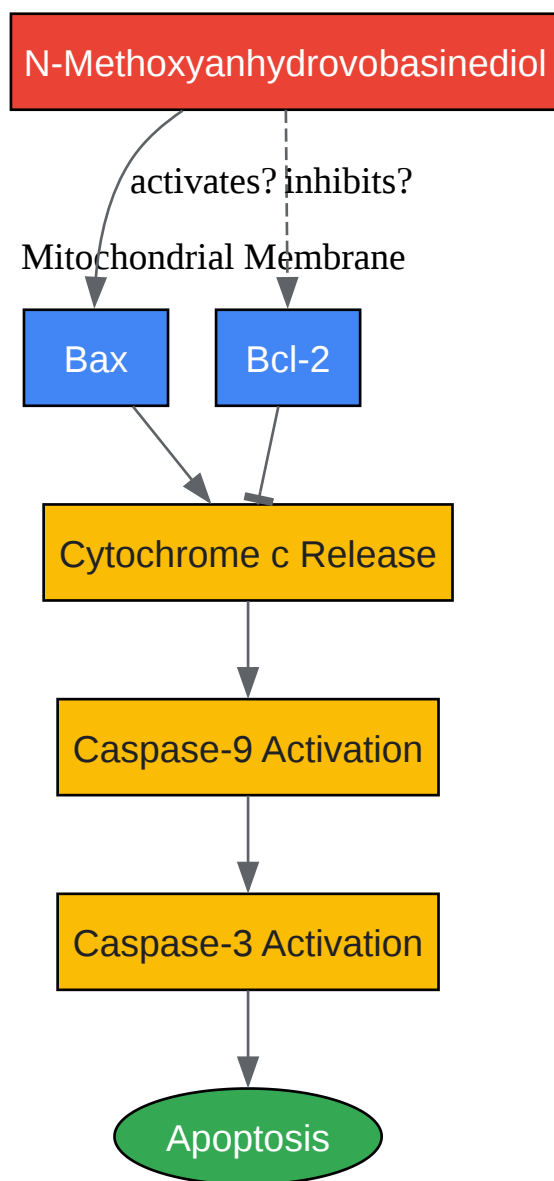 N-Methoxyanhydrovobasinediol
activates? inhibits?
Mitochondrial Membrane
Bax
Bcl-2
Cytochrome c Release
Caspase-9 Activation
Caspase-3 Activation
Apoptosis